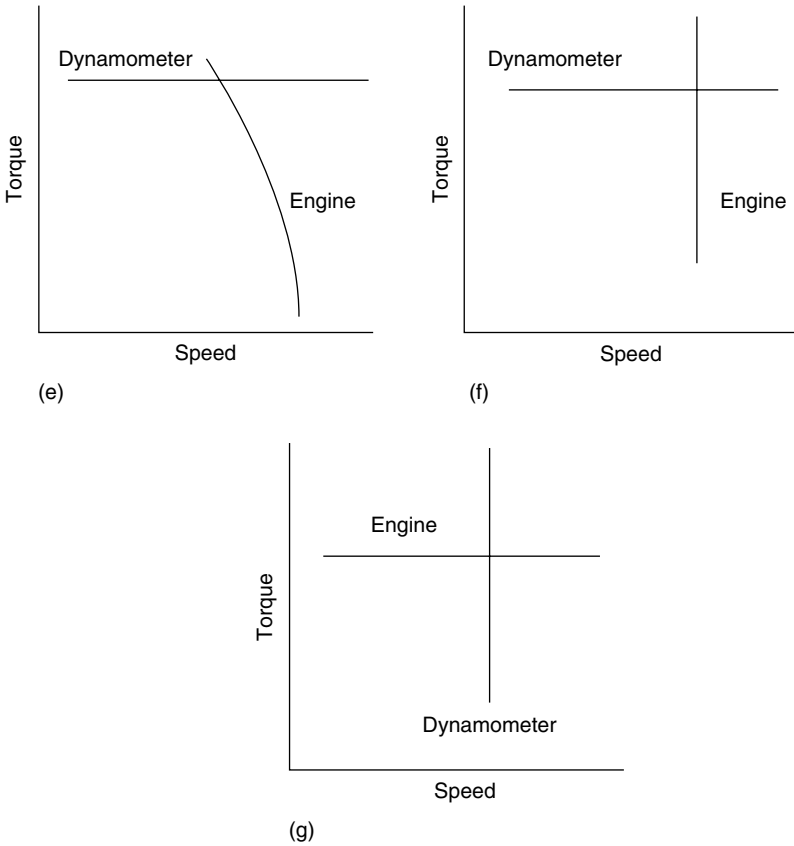 Dynamometer
Torque
Engine
Speed
(e)
Dynamometer
Torque
Engine
Speed
(f)
Engine
Torque
Dynamometer
Speed
(g)